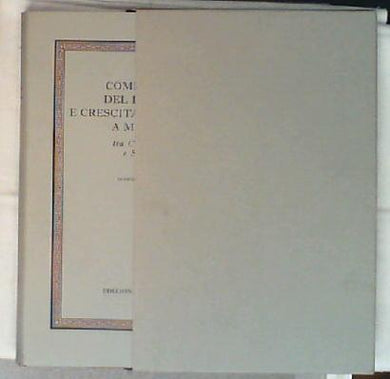 COM
DEL
E CRESCITA
A M
tra C
e S
EDIZION